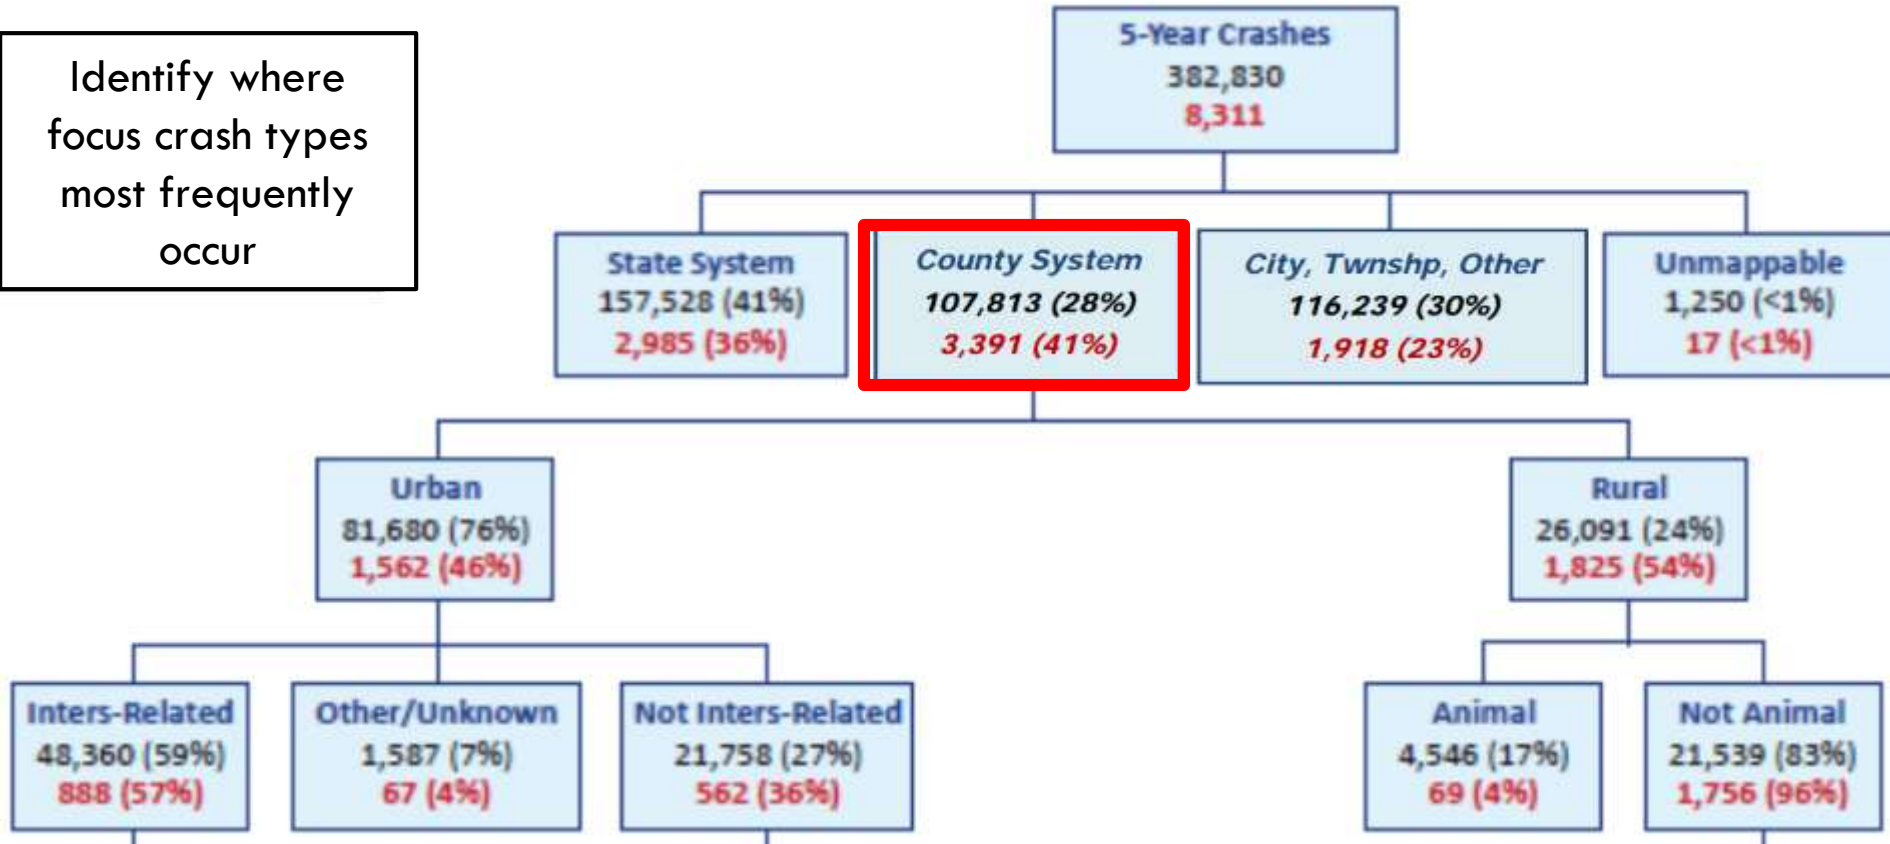 Identify where
focus crash types
most frequently
occur
5-Year Crashes
382,830
8,311
State System
157,528 (41%)
2,985 (36%)
County System
107,813 (28%)
3,391 (41%)
City, Twnshp, Other
116,239 (30%)
1,918 (23%)
Unmappable
1,250 (<1%)
17 (<1%)
Urban
81,680 (76%)
1,562 (46%)
Rural
26,091 (24%)
1,825 (54%)
Inters-Related
48,360 (59%)
888 (57%)
Other/Unknown
1,587 (7%)
67 (4%)
Not Inters-Related
21,758 (27%)
562 (36%)
Animal
4,546 (17%)
69 (4%)
Not Animal
21,539 (83%)
1,756 (96%)